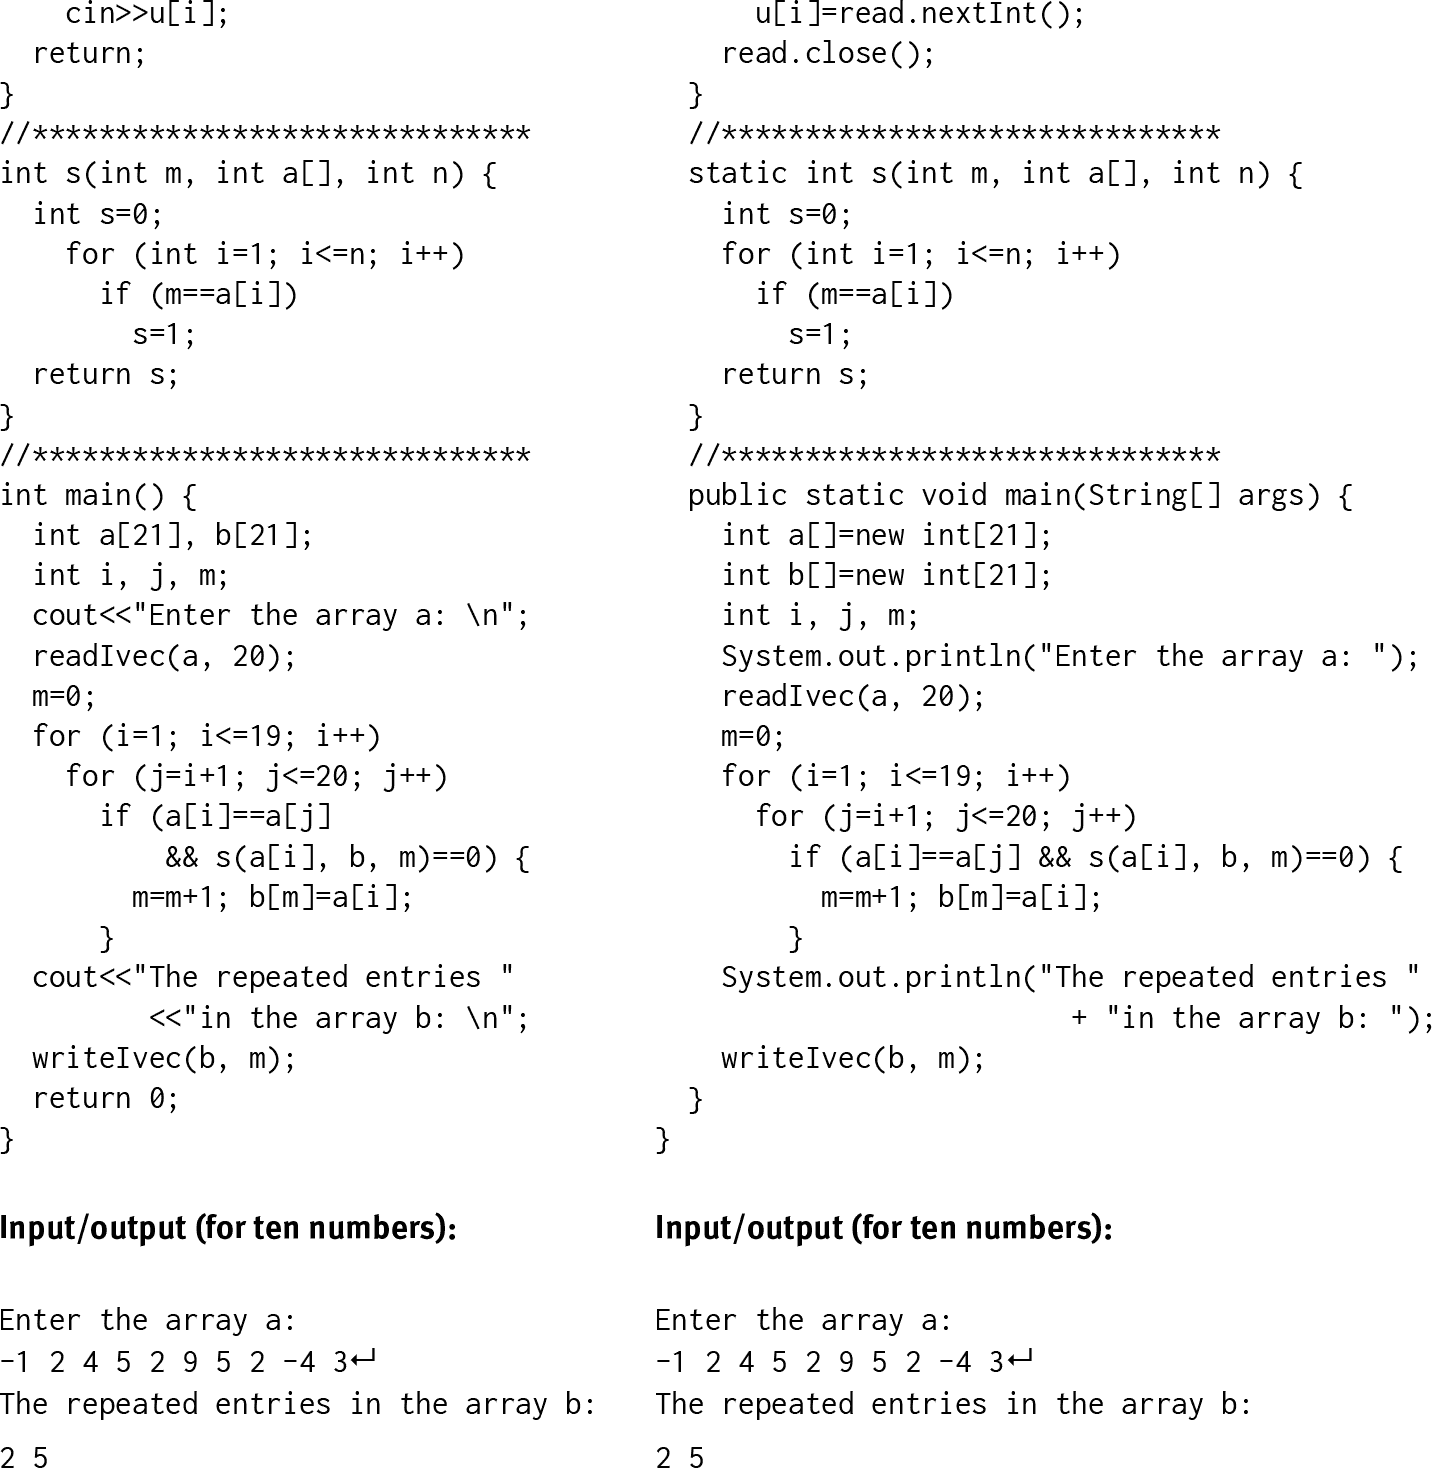 cin>>u[i];
  return;
}
//******************************
int s(int m, int a[], int n) {
  int s=0;
    for (int i=1; i<=n; i++)
      if (m==a[i])
        s=1;
  return s;
}
//******************************
int main() {
  int a[21], b[21];
  int i, j, m;
  cout<<"Enter the array a: \n";
  readIvec(a, 20);
  m=0;
  for (i=1; i<=19; i++)
    for (j=i+1; j<=20; j++)
      if (a[i]==a[j]
          && s(a[i], b, m)==0) {
        m=m+1; b[m]=a[i];
      }
  cout<<"The repeated entries "
         <<"in the array b: \n";
  writeIvec(b, m);
  return 0;
}
Input/output (for ten numbers):
Enter the array a:
-1 2 4 5 2 9 5 2 -4 3↵
The repeated entries in the array b:
2 5
      u[i]=read.nextInt();
    read.close();
  }
  //******************************
  static int s(int m, int a[], int n) {
    int s=0;
    for (int i=1; i<=n; i++)
      if (m==a[i])
        s=1;
    return s;
  }
  //******************************
  public static void main(String[] args) {
    int a[]=new int[21];
    int b[]=new int[21];
    int i, j, m;
    System.out.println("Enter the array a: ");
    readIvec(a, 20);
    m=0;
    for (i=1; i<=19; i++)
      for (j=i+1; j<=20; j++)
        if (a[i]==a[j] && s(a[i], b, m)==0) {
          m=m+1; b[m]=a[i];
        }
    System.out.println("The repeated entries "
                         + "in the array b: ");
    writeIvec(b, m);
  }
}
Input/output (for ten numbers):
Enter the array a:
-1 2 4 5 2 9 5 2 -4 3↵
The repeated entries in the array b:
2 5